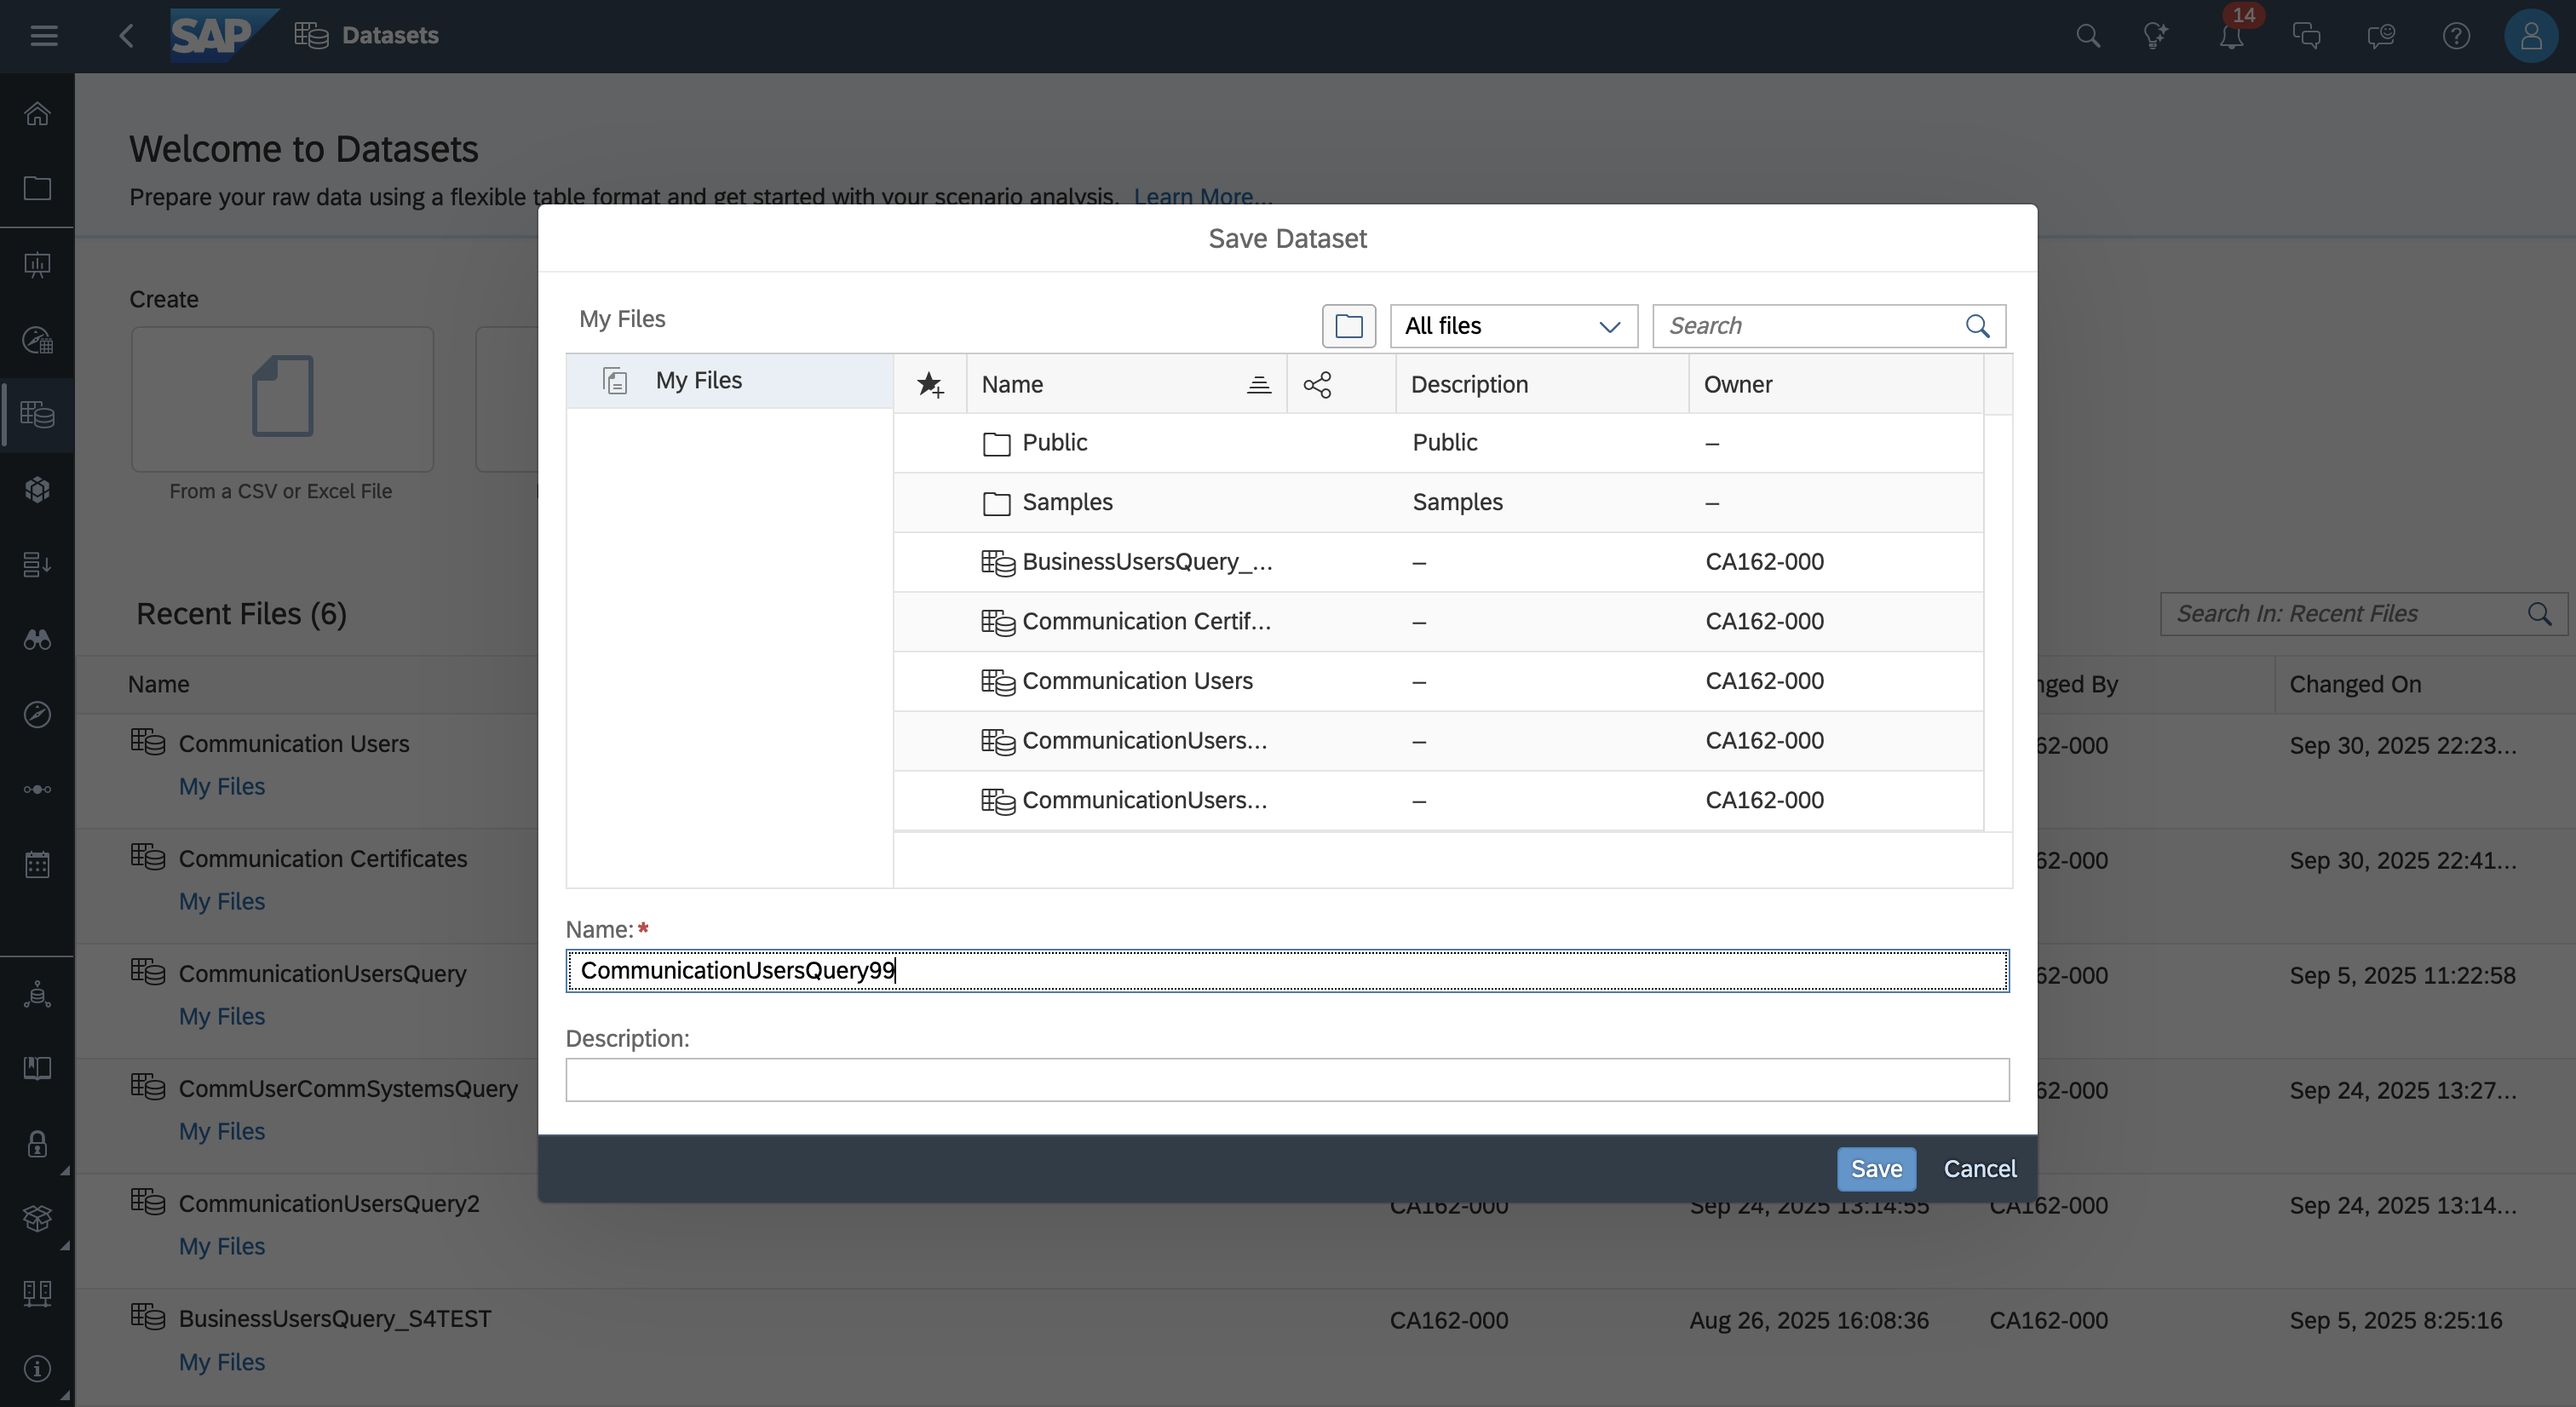 SAP Datasets 14
Welcome to Datasets
Prepare your raw data using a flexible table format and get started with your scenario analysis. Learn More...
Save Dataset
Create
From a CSV or Excel File
My Files All files Search
My Files Name Description Owner
Public Public –
Samples Samples –
BusinessUsersQuery_... – CA162-000
Communication Certif... – CA162-000
Communication Users – CA162-000
CommunicationUsers... – CA162-000
CommunicationUsers... – CA162-000
Name:*
CommunicationUsersQuery99
Description:
Save Cancel
Recent Files (6) Search In: Recent Files
Name nged By Changed On
Communication Users 62-000 Sep 30, 2025 22:23...
My Files
Communication Certificates 62-000 Sep 30, 2025 22:41...
My Files
CommunicationUsersQuery 62-000 Sep 5, 2025 11:22:58
My Files
CommUserCommSystemsQuery 62-000 Sep 24, 2025 13:27...
My Files
CommunicationUsersQuery2 CA162-000 Sep 24, 2025 13:14:55 CA162-000 Sep 24, 2025 13:14...
My Files
BusinessUsersQuery_S4TEST CA162-000 Aug 26, 2025 16:08:36 CA162-000 Sep 5, 2025 8:25:16
My Files